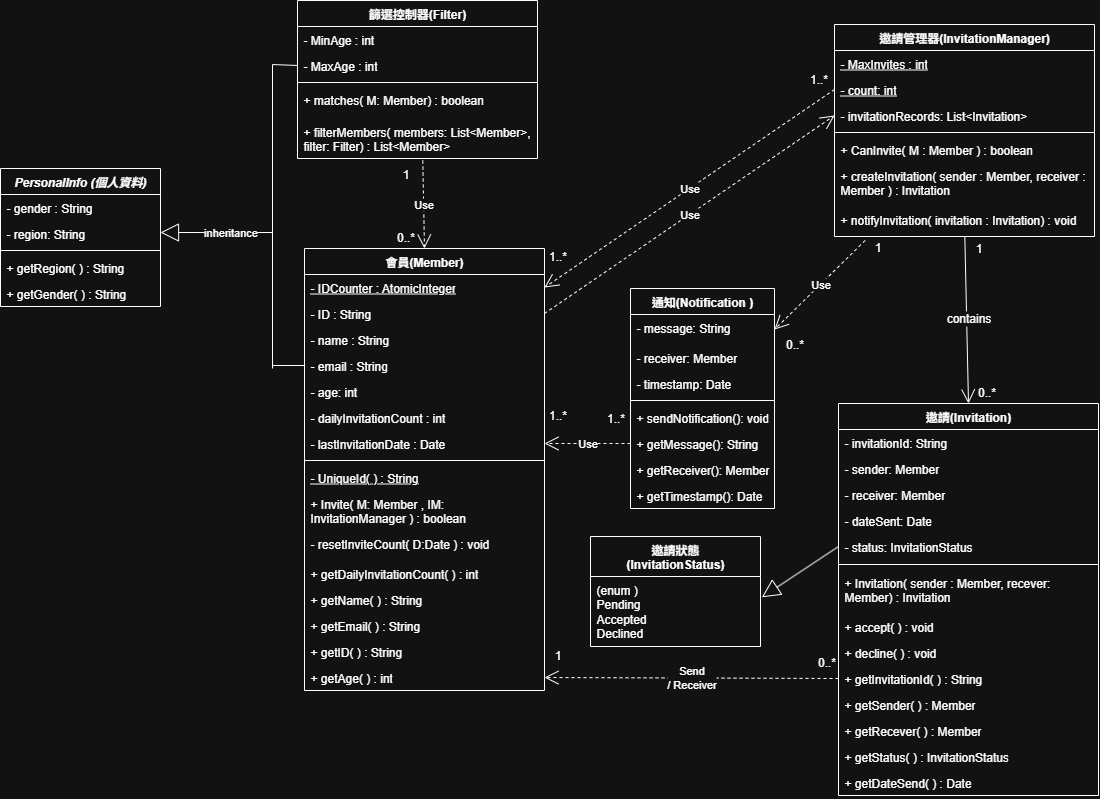 篩選控制器(Filter)
- MinAge : int
- MaxAge : int
+ matches( M: Member) : boolean
+ filterMembers( members: List<Member>,
filter: Filter) : List<Member>
PersonalInfo (個人資料)
- gender : String
- region: String
+ getRegion( ) : String
+ getGender( ) : String
inheritance
1
Use
0..*
會員(Member)
- IDCounter : AtomicInteger
- ID : String
- name : String
- email : String
- age: int
- dailyInvitationCount : int
- lastInvitationDate : Date
- UniqueId( ) : String
+ Invite( M: Member , IM:
InvitationManager ) : boolean
- resetInviteCount( D:Date ) : void
+ getDailyInvitationCount( ) : int
+ getName( ) : String
+ getEmail( ) : String
+ getID( ) : String
+ getAge( ) : int
邀請管理器(InvitationManager)
- MaxInvites : int
- count: int
- invitationRecords: List<Invitation>
+ CanInvite( M : Member ) : boolean
+ createInvitation( sender : Member, receiver :
Member ) : Invitation
+ notifyInvitation( invitation : Invitation) : void
1..*
Use
Use
1..*
1
Use
0..*
1
contains
0..*
通知(Notification )
- message: String
- receiver: Member
- timestamp: Date
+ sendNotification(): void
+ getMessage(): String
+ getReceiver(): Member
+ getTimestamp(): Date
1..*
1..*
Use
邀請狀態
(InvitationStatus)
(enum )
Pending
Accepted
Declined
邀請(Invitation)
- invitationId: String
- sender: Member
- receiver: Member
- dateSent: Date
- status: InvitationStatus
+ Invitation( sender : Member, recever:
Member) : Invitation
+ accept( ) : void
+ decline( ) : void
+ getInvitationId( ) : String
+ getSender( ) : Member
+ getRecever( ) : Member
+ getStatus( ) : InvitationStatus
+ getDateSend( ) : Date
1
Send
/ Receiver
0..*